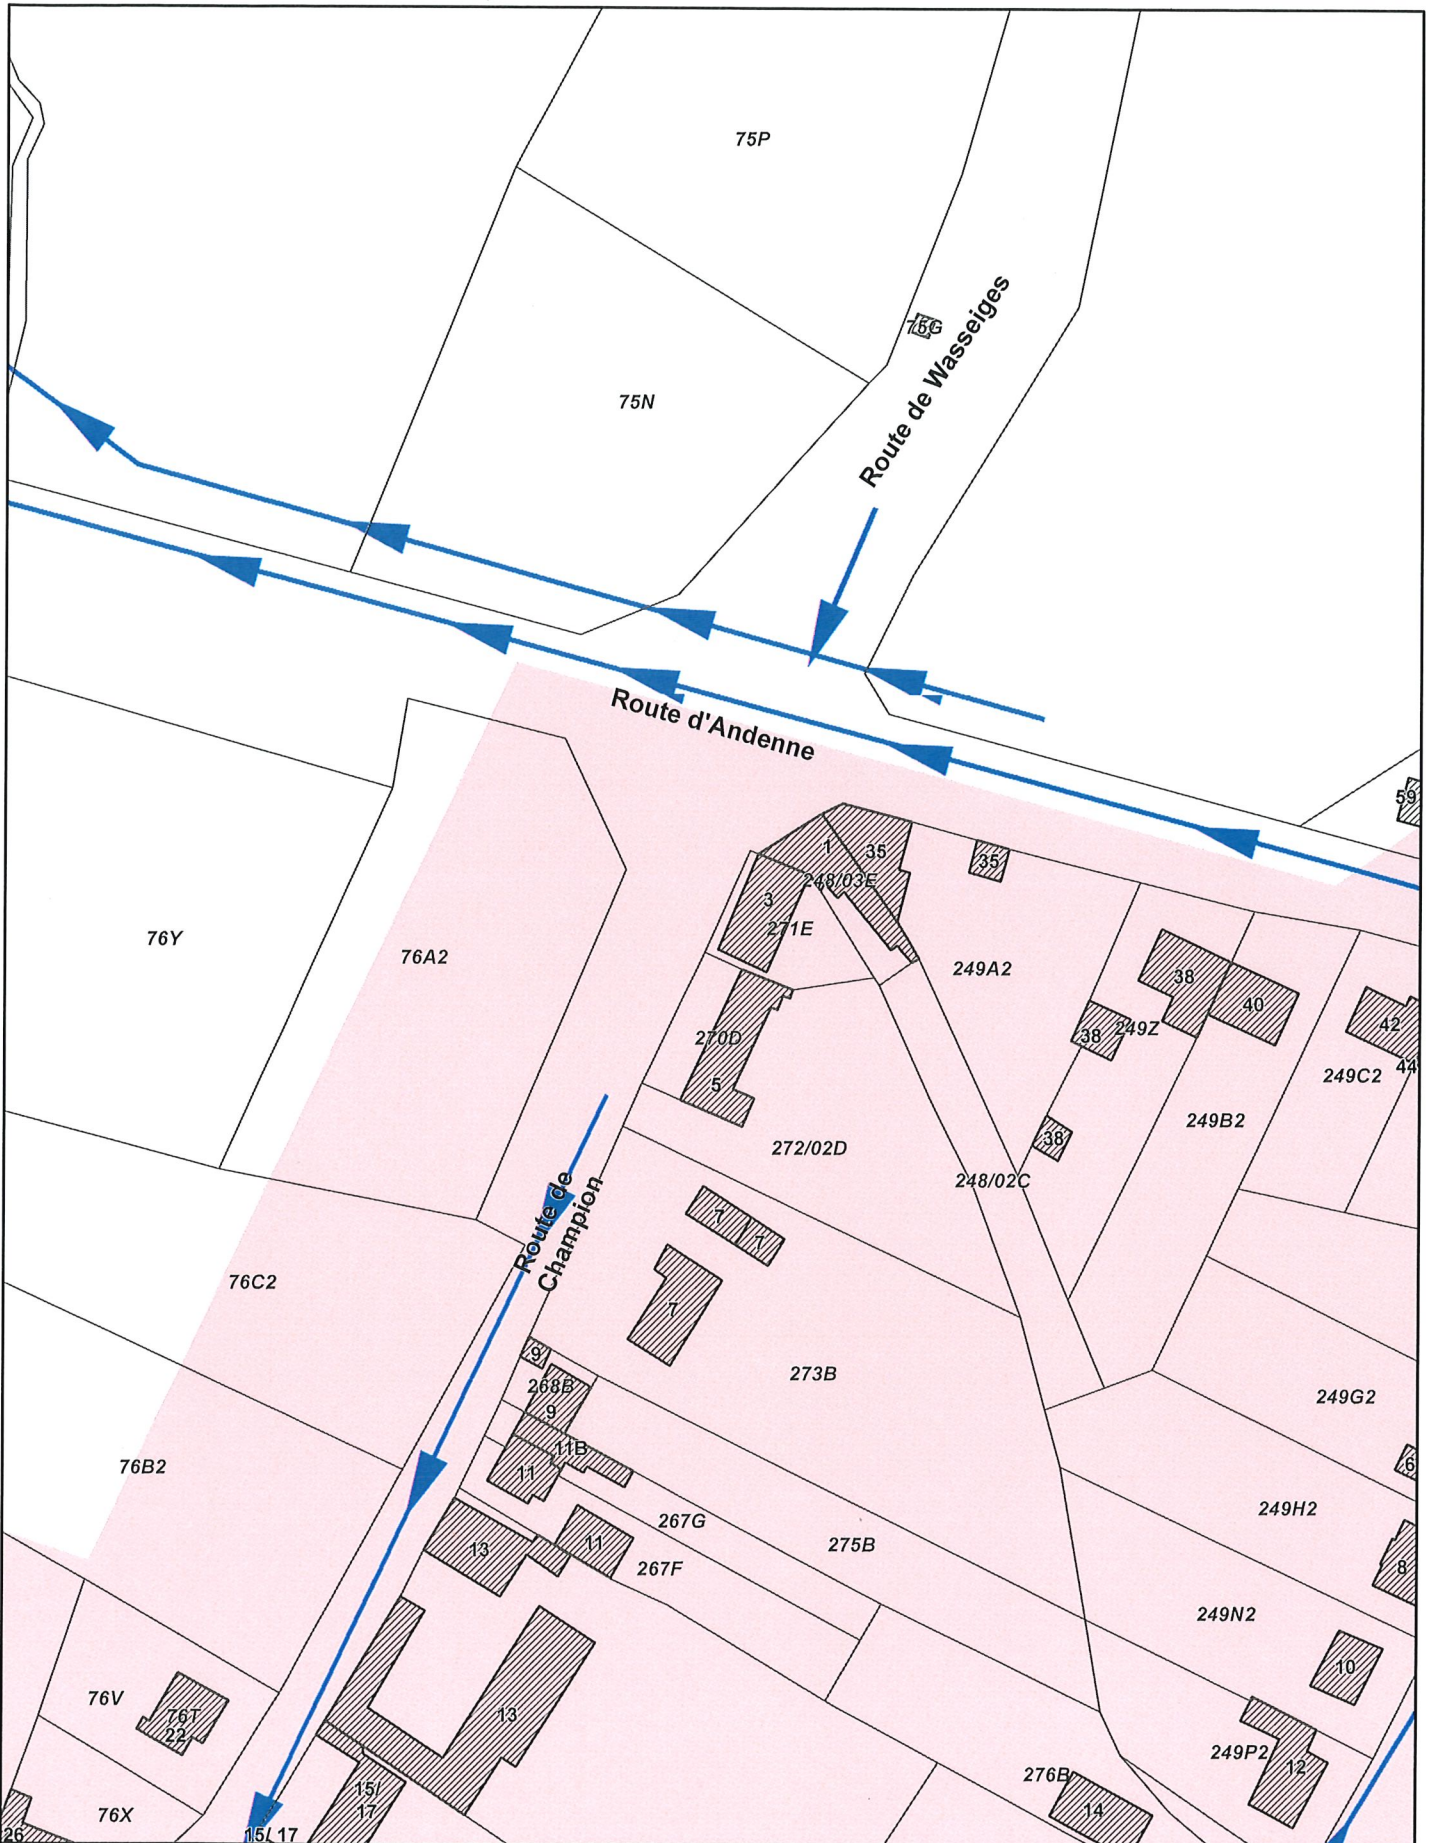 75P
75G
Route de Wasseiges
75N
Route d'Andenne
59
1
35
35
248/03E
3
271E
76Y
76A2
249A2
38
40
42
38
249Z
270D
5
44
249C2
249B2
38
272/02D
248/02C
7
7
Route de
Champion
76C2
7
9
268B
9
273B
249G2
11B
11
76B2
6
249H2
267G
275B
13
11
267F
8
249N2
10
76V
76T
22
13
249P2
12
276B
14
15/
17
76X
26
15/ 17